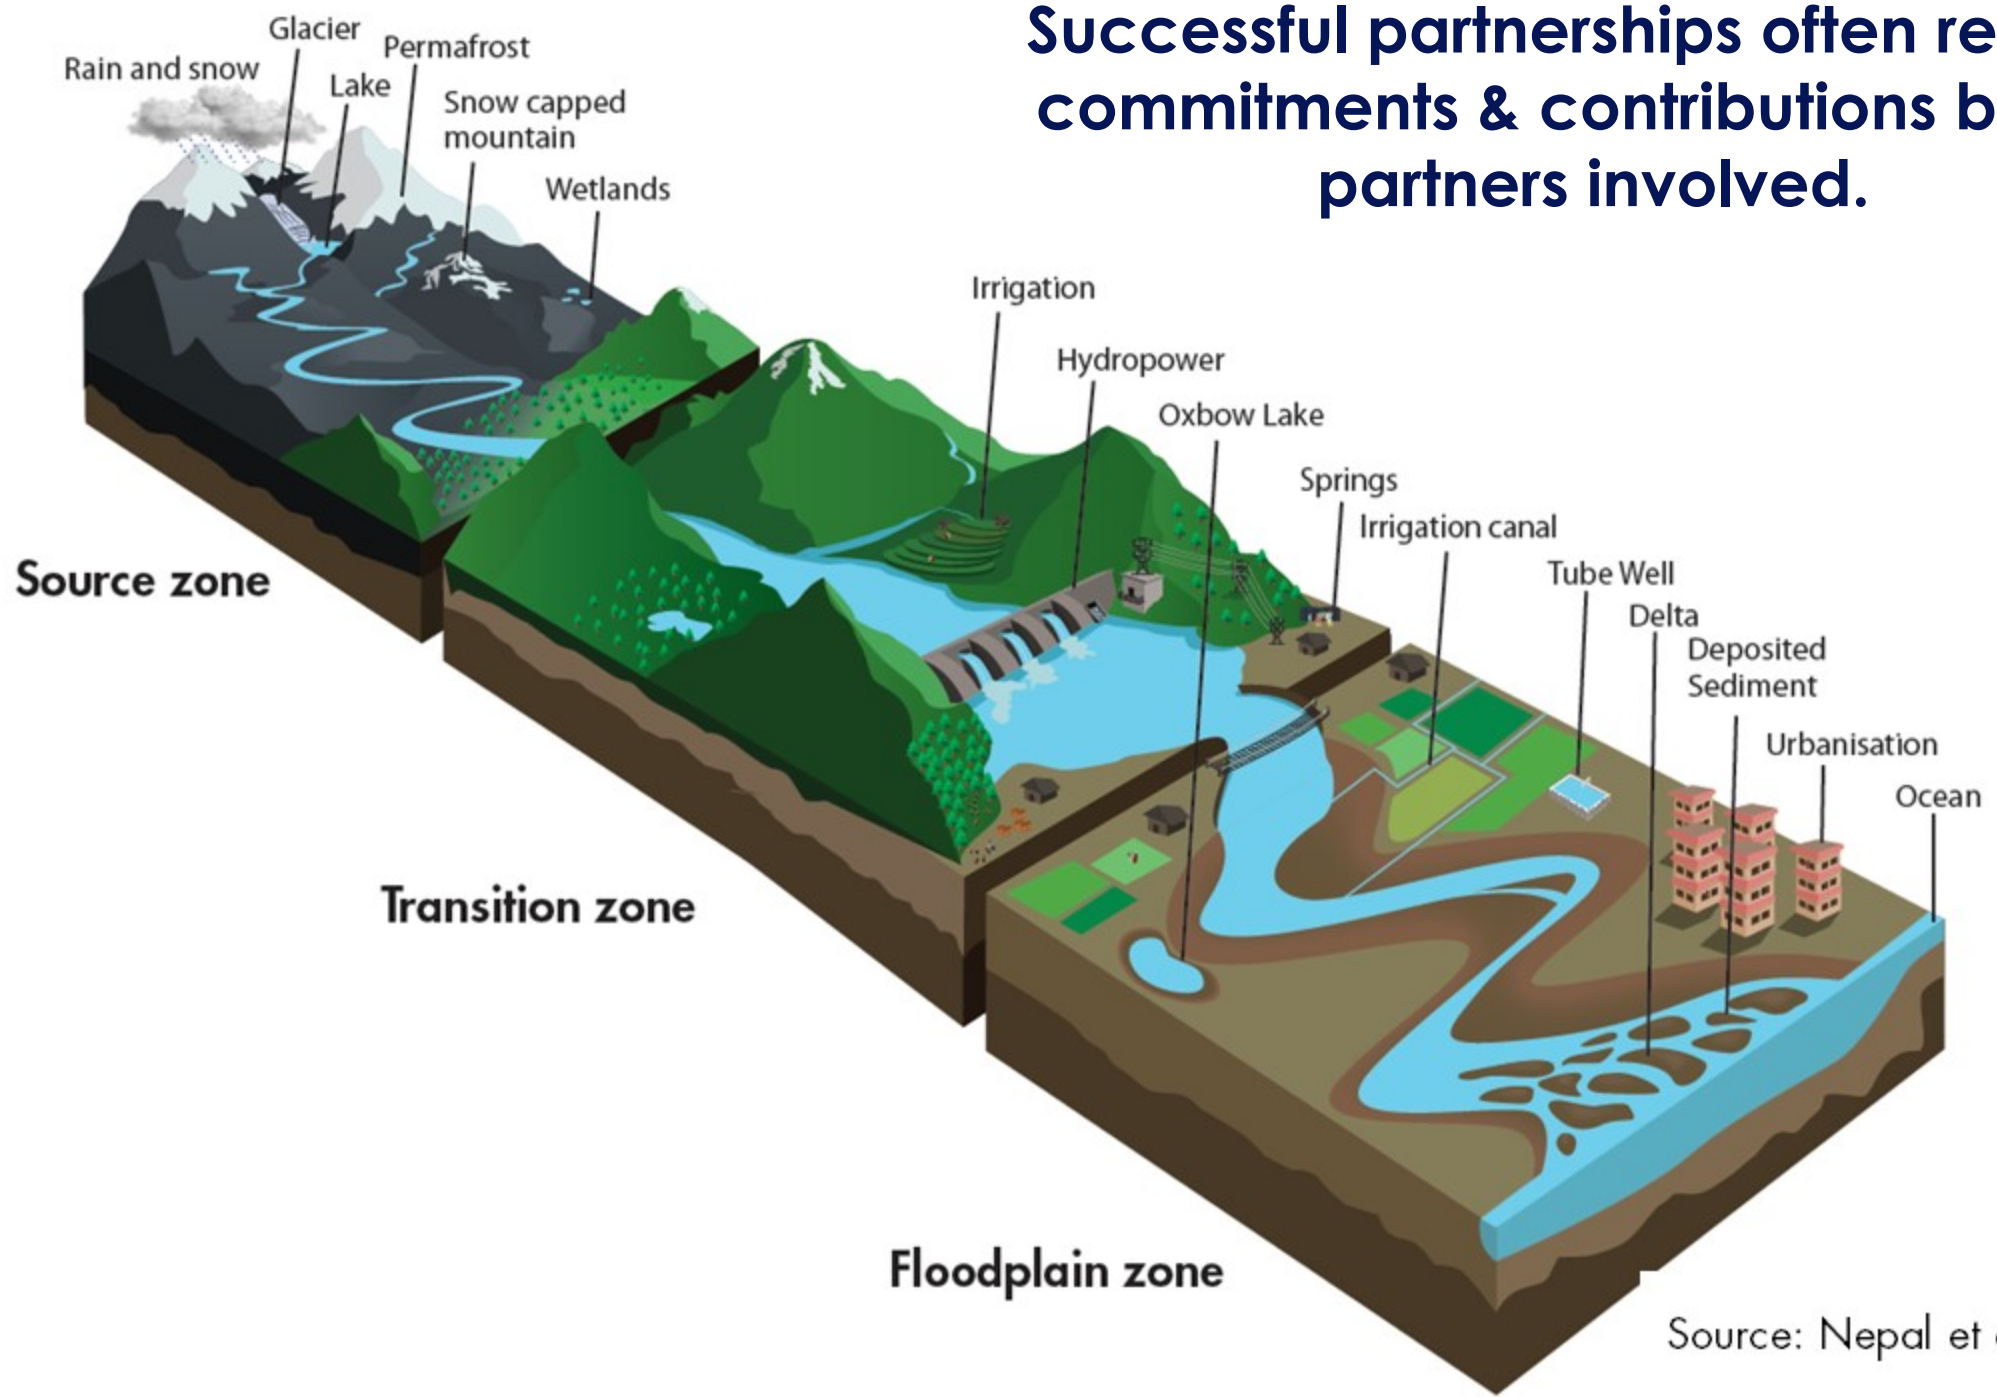 Successful partnerships often re
commitments & contributions b
partners involved.
Glacier
Permafrost
Rain and snow
Lake
Snow capped
mountain
Wetlands
Irrigation
Hydropower
Oxbow Lake
Springs
Irrigation canal
Tube Well
Delta
Deposited
Sediment
Urbanisation
Ocean
Source zone
Transition zone
Floodplain zone
Source: Nepal et